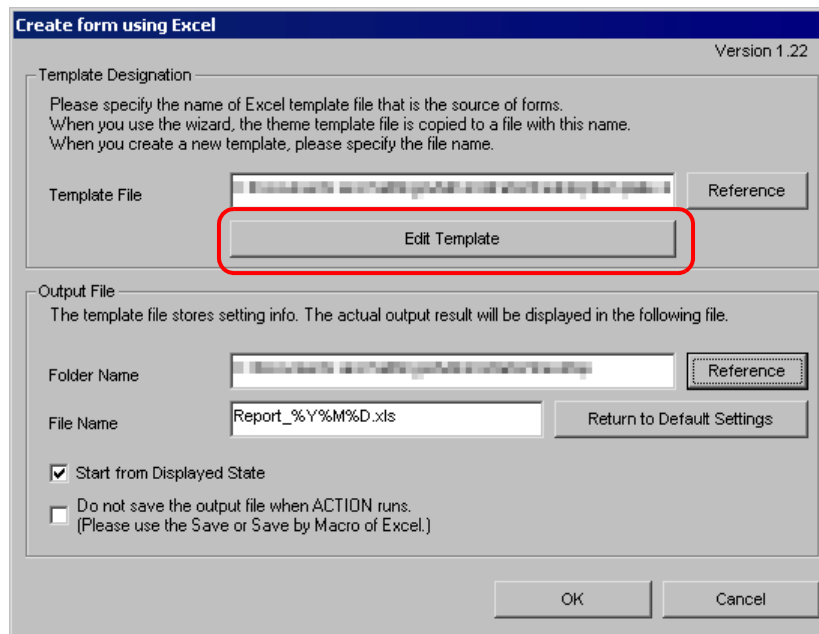 Create form using Excel
Version 1.22
Template Designation
Please specify the name of Excel template file that is the source of forms.
When you use the wizard, the theme template file is copied to a file with this name.
When you create a new template, please specify the file name.
Template File
Reference
Edit Template
Output File
The template file stores setting info. The actual output result will be displayed in the following file.
Folder Name
Reference
File Name
Report_%Y%M%D.xls
Return to Default Settings
Start from Displayed State
Do not save the output file when ACTION runs.
(Please use the Save or Save by Macro of Excel.)
OK
Cancel